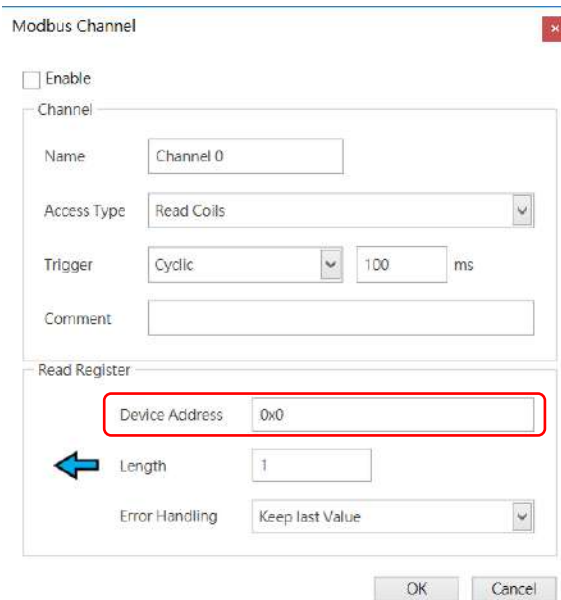 Modbus Channel
Enable
Channel
Name Channel 0
Access Type Read Coils
Trigger Cyclic 100 ms
Comment
Read Register
Device Address 0x0
Length 1
Error Handling Keep last Value
OK Cancel